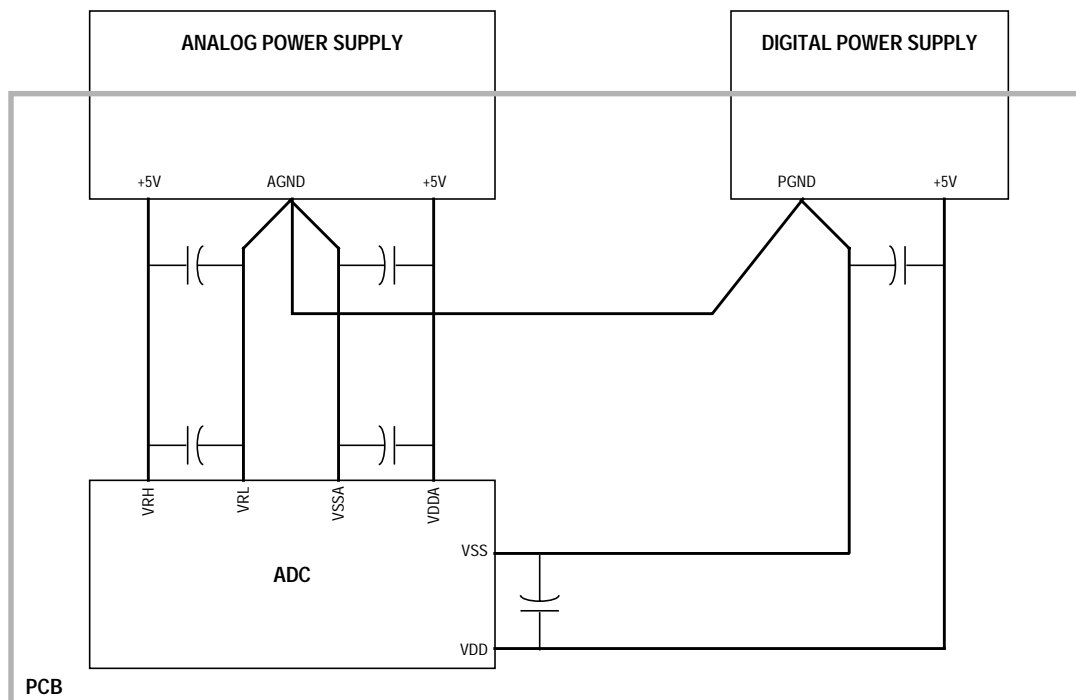 ANALOG POWER SUPPLY
DIGITAL POWER SUPPLY
+5V
AGND
+5V
PGND
+5V
VRH
VRL
VSSA
VDDA
VSS
ADC
VDD
PCB